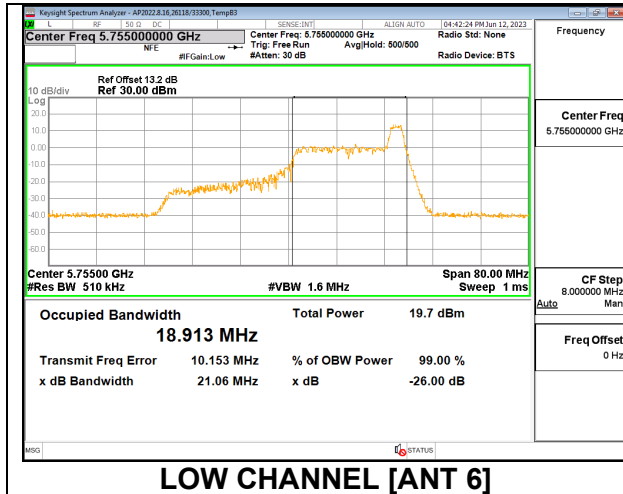 Keysight Spectrum Analyzer - AP2022.8.16,26118/33300,TempB3
L RF 50 Ω DC SENSE:INT ALIGN AUTO 04:42:24 PM Jun 12, 2023
Center Freq 5.755000000 GHz
NFE
#IFGain:Low
Center Freq: 5.755000000 GHz
Trig: Free Run Avg|Hold: 500/500
#Atten: 30 dB
Radio Std: None
Radio Device: BTS
Frequency
Ref Offset 13.2 dB
10 dB/div Ref 30.00 dBm
Log
20.0
10.0
0.00
-10.0
-20.0
-30.0
-40.0
-50.0
-60.0
Center 5.75500 GHz Span 80.00 MHz
#Res BW 510 kHz #VBW 1.6 MHz Sweep 1 ms
Center Freq
5.755000000 GHz
CF Step
8.000000 MHz
Auto Man
Freq Offset
0 Hz
Occupied Bandwidth Total Power 19.7 dBm
18.913 MHz
Transmit Freq Error 10.153 MHz % of OBW Power 99.00 %
x dB Bandwidth 21.06 MHz x dB -26.00 dB
MSG STATUS
LOW CHANNEL [ANT 6]